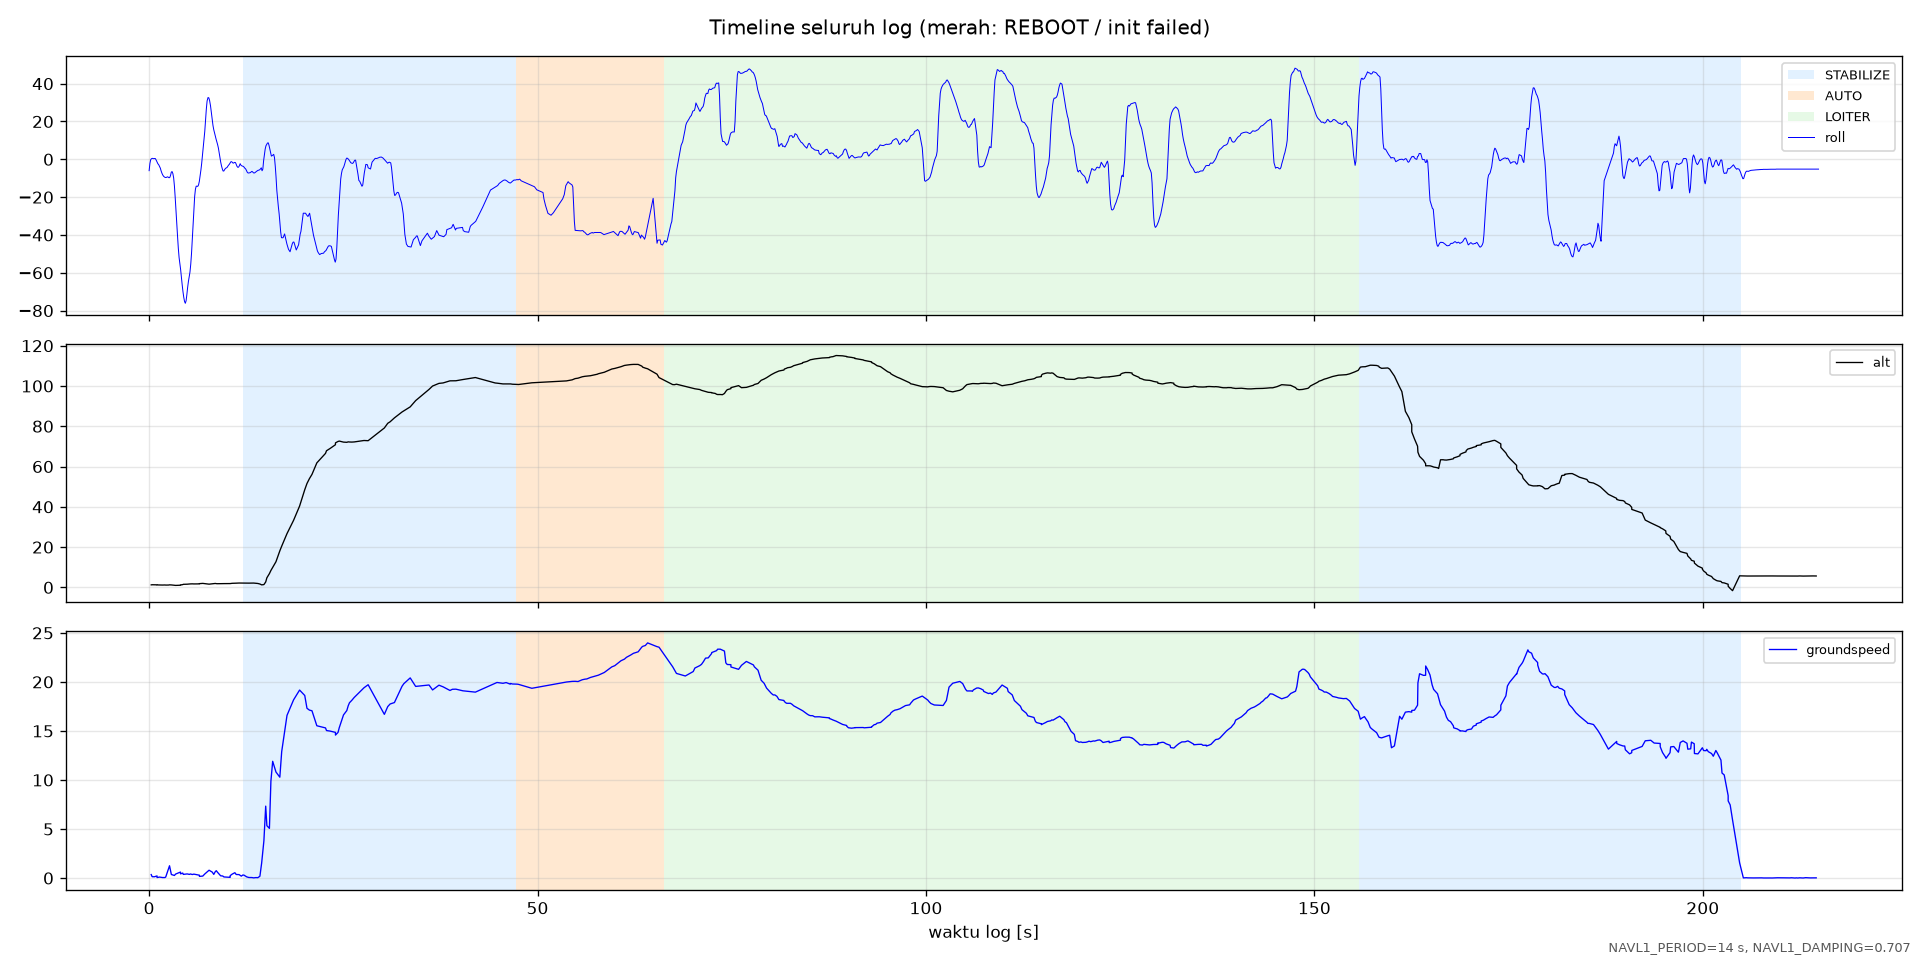 Timeline seluruh log (merah: REBOOT / init failed)
40
20
0
−20
−40
−60
−80
STABILIZE
AUTO
LOITER
roll
120
100
80
60
40
20
0
alt
25
20
15
10
5
0
groundspeed
0 50 100 150 200
waktu log [s]
NAVL1_PERIOD=14 s, NAVL1_DAMPING=0.707